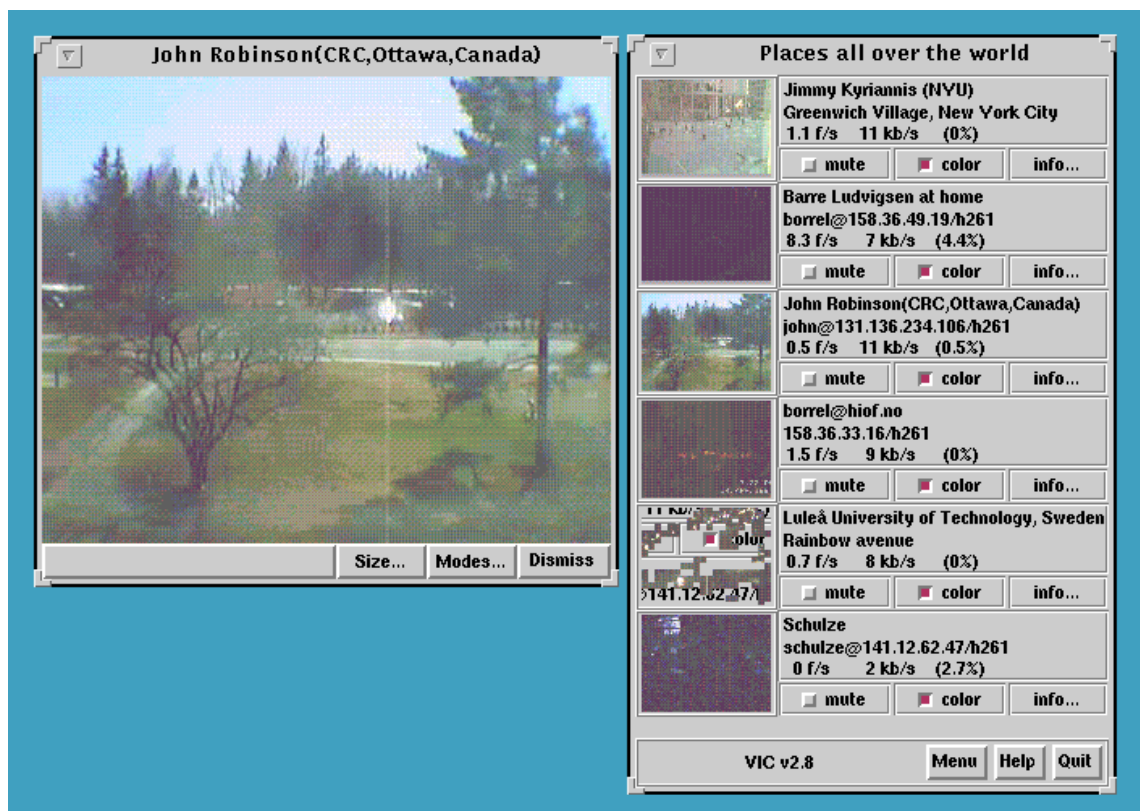 John Robinson(CRC,Ottawa,Canada)
Size...
Modes...
Dismiss
Places all over the world
Jimmy Kyriannis (NYU)
Greenwich Village, New York City
1.1 f/s 11 kb/s (0%)
mute color info...
Barre Ludvigsen at home
borrel@158.36.49.19/h261
8.3 f/s 7 kb/s (4.4%)
mute color info...
John Robinson(CRC,Ottawa,Canada)
john@131.136.234.106/h261
0.5 f/s 11 kb/s (0.5%)
mute color info...
borrel@hiof.no
158.36.33.16/h261
1.5 f/s 9 kb/s (0%)
mute color info...
color
141.12.62.47/
Luleå University of Technology, Sweden
Rainbow avenue
0.7 f/s 8 kb/s (0%)
mute color info...
Schulze
schulze@141.12.62.47/h261
0 f/s 2 kb/s (2.7%)
mute color info...
VIC v2.8
Menu Help Quit